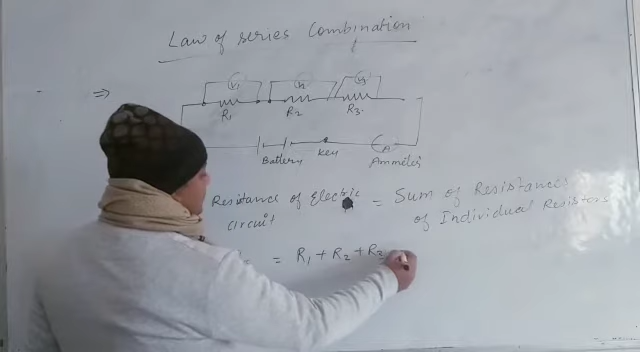 Law of series Combination
⇒
V1 V2 V3
R1 R2 R3
Battery key A Ammeter
Resistance of Electric = Sum of Resistances
circuit of Individual Resistors
= R1 + R2 + R3